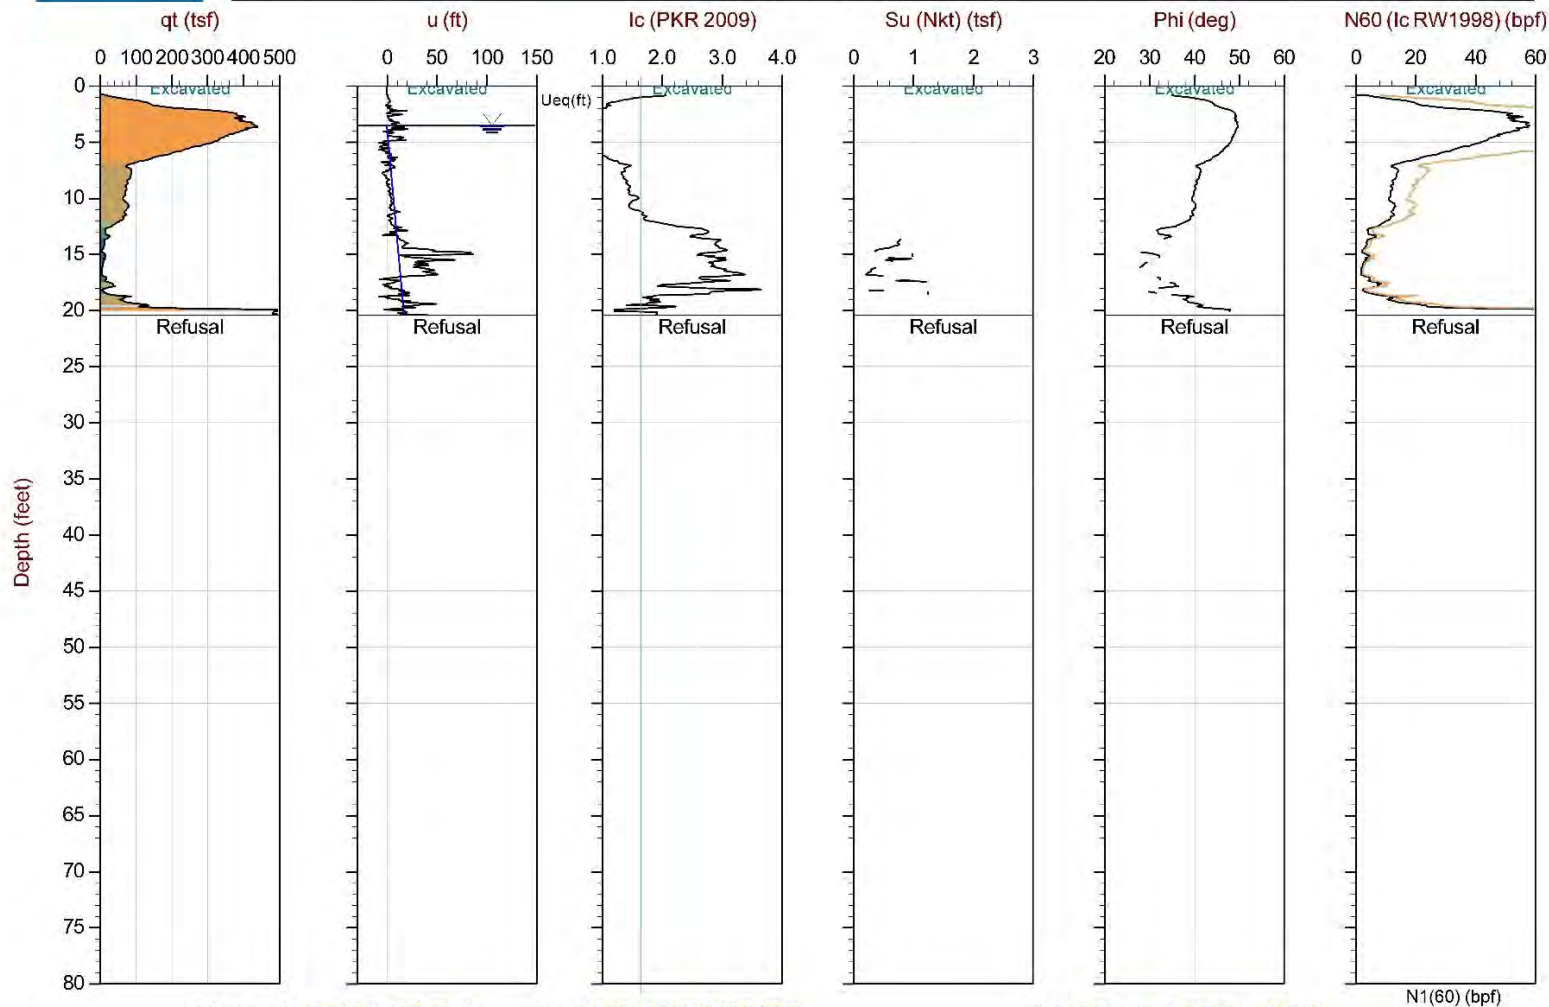 qt (tsf) u (ft) Ic (PKR 2009) Su (Nkt) (tsf) Phi (deg) N60 (Ic RW1998) (bpf)
0 100 200 300 400 500 0 50 100 150 1.0 2.0 3.0 4.0 0 1 2 3 20 30 40 50 60 0 20 40 60
0
Excavated Excavated Excavated Excavated Excavated Excavated
Ueq(ft)
5
10
15
20
Refusal Refusal Refusal Refusal Refusal Refusal
25
30
35
40
Depth (feet)
45
50
55
60
65
70
75
80
N1(60) (bpf)